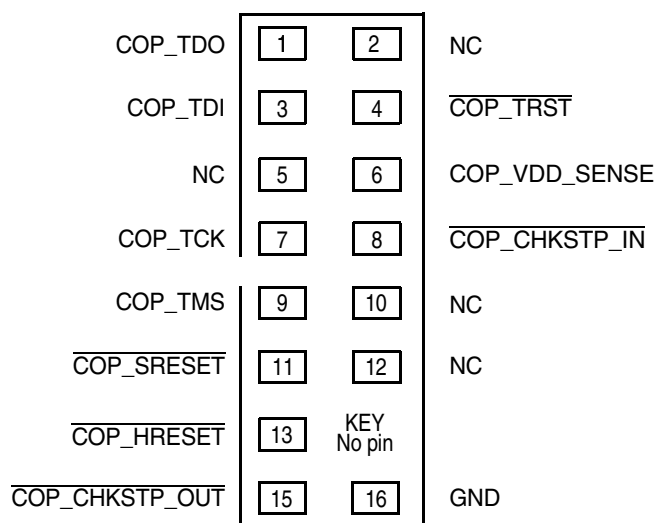 COP_TDO 1 2 NC
COP_TDI 3 4 COP_TRST
NC 5 6 COP_VDD_SENSE
COP_TCK 7 8 COP_CHKSTP_IN
COP_TMS 9 10 NC
COP_SRESET 11 12 NC
COP_HRESET 13 KEY
No pin
COP_CHKSTP_OUT 15 16 GND